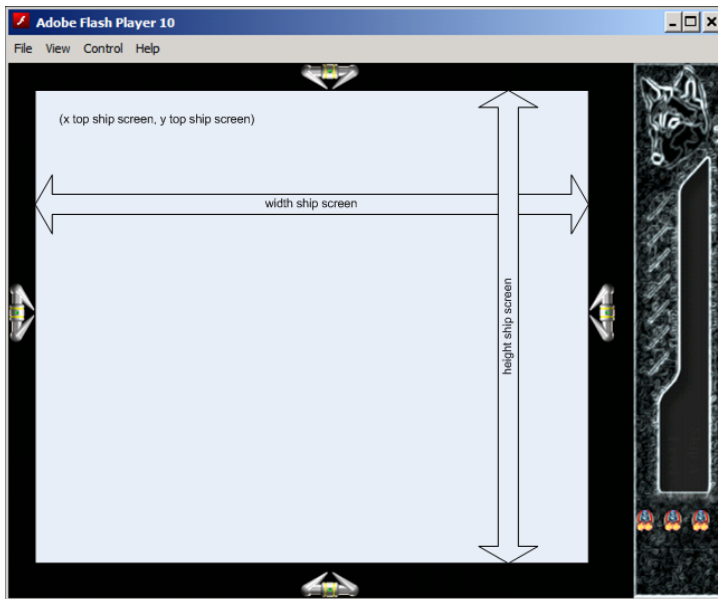 Adobe Flash Player 10
File View Control Help
(x top ship screen, y top ship screen)
width ship screen
height ship screen